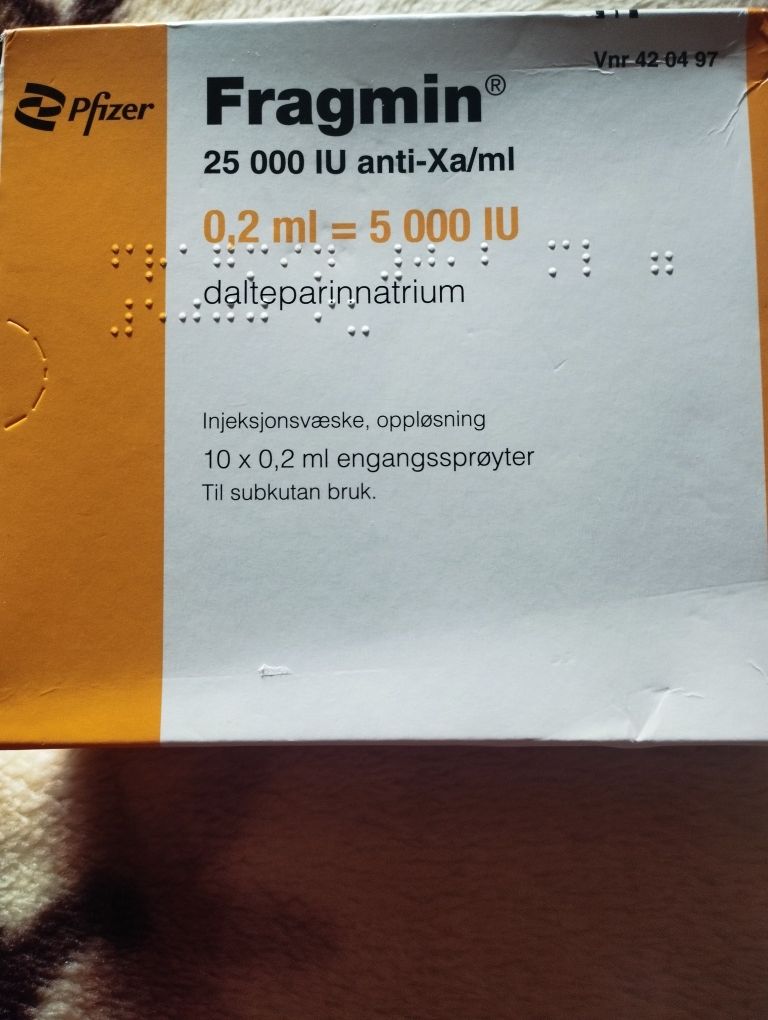 Vnr 42 04 97
Pfizer
Fragmin®
25 000 IU anti-Xa/ml
0,2 ml = 5 000 IU
dalteparinnatrium
Injeksjonsvæske, oppløsning
10 x 0,2 ml engangssprøyter
Til subkutan bruk.